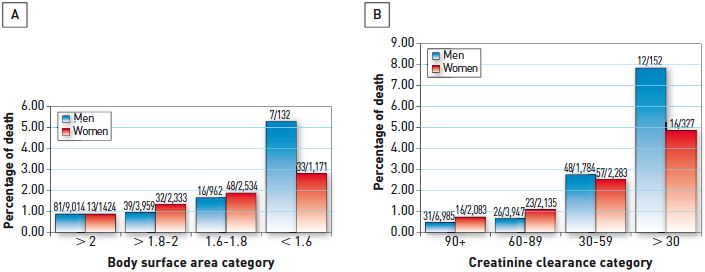 A
Percentage of death
6.00
5.00
4.00
3.00
2.00
1.00
0.00
Men
Women
81/9,014 13/1424
39/3,959 32/2,333
16/962 48/2,534
7/132 33/1,171
> 2 > 1.8-2 1.6-1.8 < 1.6
Body surface area category
B
Percentage of death
9.00
8.00
7.00
6.00
5.00
4.00
3.00
2.00
1.00
0.00
Men
Women
31/6,985 16/2,083
26/3,947 23/2,135
48/1,784 57/2,283
12/152 16/327
90+ 60-89 30-59 > 30
Creatinine clearance category